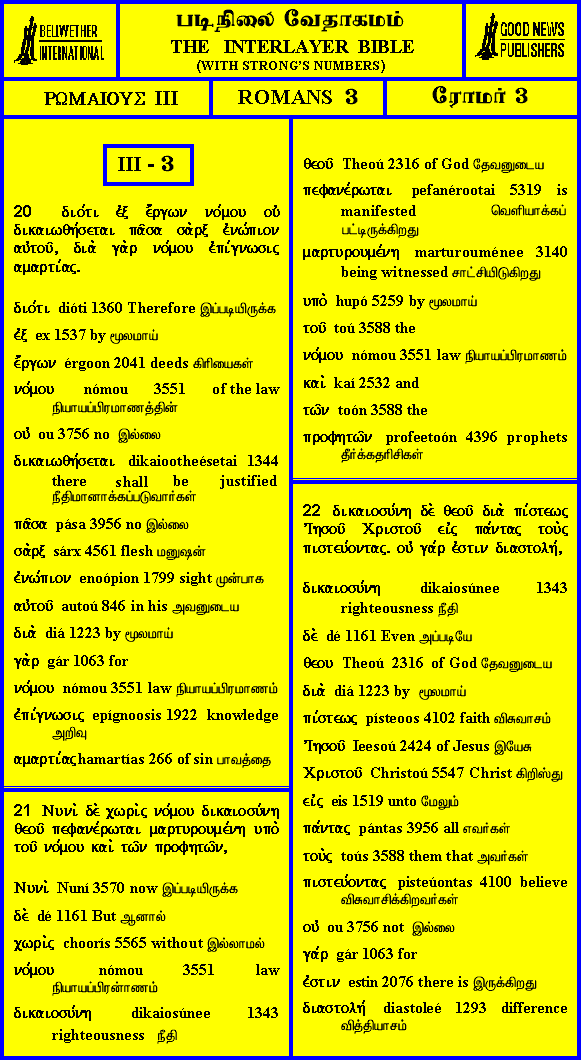 BELLWETHER
INTERNATIONAL
படிநிலை வேதாகமம்
THE INTERLAYER BIBLE
(WITH STRONG'S NUMBERS)
GOOD NEWS
PUBLISHERS
ΡΩΜΑΙΟΥΣ III
ROMANS 3
ரோமர் 3
III - 3
20 διότι ἐξ ἔργων νόμου οὐ
δικαιωθήσεται πᾶσα σὰρξ ἐνώπιον
αὐτοῦ, διὰ γὰρ νόμου ἐπίγνωσις
αμαρτίας.
διότι dióti 1360 Therefore இப்படியிருக்க
ἐξ ex 1537 by மூலமாய்
ἔργων érgoon 2041 deeds கிரியைகள்
νόμου nómou 3551 of the law
நியாயப்பிரமாணத்தின்
οὐ ou 3756 no இல்லை
δικαιωθήσεται dikaiootheésetai 1344
there shall be justified
நீதிமானாக்கப்படுவார்கள்
πᾶσα pása 3956 no இல்லை
σὰρξ sárx 4561 flesh மனுஷன்
ἐνώπιον enoópion 1799 sight முன்பாக
αὐτοῦ autoú 846 in his அவனுடைய
διὰ diá 1223 by மூலமாய்
γὰρ gár 1063 for
νόμου nómou 3551 law நியாயப்பிரமாணம்
ἐπίγνωσις epígnoosis 1922 knowledge
அறிவு
αμαρτίας hamartías 266 of sin பாவத்தை
21 Νυνὶ δὲ χωρὶς νόμου δικαιοσύνη
θεοῦ πεφανέρωται μαρτυρουμένη υπὸ
τοῦ νόμου καὶ τῶν προφητῶν,
Νυνὶ Nuní 3570 now இப்படியிருக்க
δὲ dé 1161 But ஆனால்
χωρὶς choorís 5565 without இல்லாமல்
νόμου nómou 3551 law
நியாயப்பிரனாணம்
δικαιοσύνη dikaiosúnee 1343
righteousness நீதி
θεοῦ Theoú 2316 of God தேவனுடைய
πεφανέρωται pefanérootai 5319 is
manifested வெளியாக்கப்
பட்டிருக்கிறது
μαρτυρουμένη marturouménee 3140
being witnessed சாட்சியிடுகிறது
υπὸ hupó 5259 by மூலமாய்
τοῦ toú 3588 the
νόμου nómou 3551 law நியாயப்பிரமாணம்
καὶ kaí 2532 and
τῶν toón 3588 the
προφητῶν profeetoón 4396 prophets
தீர்க்கதரிசிகள்
22 δικαιοσύνη δὲ θεοῦ διὰ πίστεως
Ἰησοῦ Χριστοῦ εἰς πάντας τοὺς
πιστεύοντας. οὐ γάρ ἐστιν διαστολή,
δικαιοσύνη dikaiosúnee 1343
righteousness நீதி
δὲ dé 1161 Even அப்படியே
θεου Theoú 2316 of God தேவனுடைய
διὰ diá 1223 by மூலமாய்
πίστεως písteoos 4102 faith விசுவாசம்
Ἰησοῦ Ieesoú 2424 of Jesus இயேசு
Χριστοῦ Christoú 5547 Christ கிறிஸ்து
εἰς eis 1519 unto மேலும்
πάντας pántas 3956 all எவர்கள்
τοὺς toús 3588 them that அவர்கள்
πιστεύοντας pisteúontas 4100 believe
விசுவாசிக்கிறவர்கள்
οὐ ou 3756 not இல்லை
γάρ gár 1063 for
ἐστιν estin 2076 there is இருக்கிறது
διαστολή diastoleé 1293 difference
வித்தியாசம்